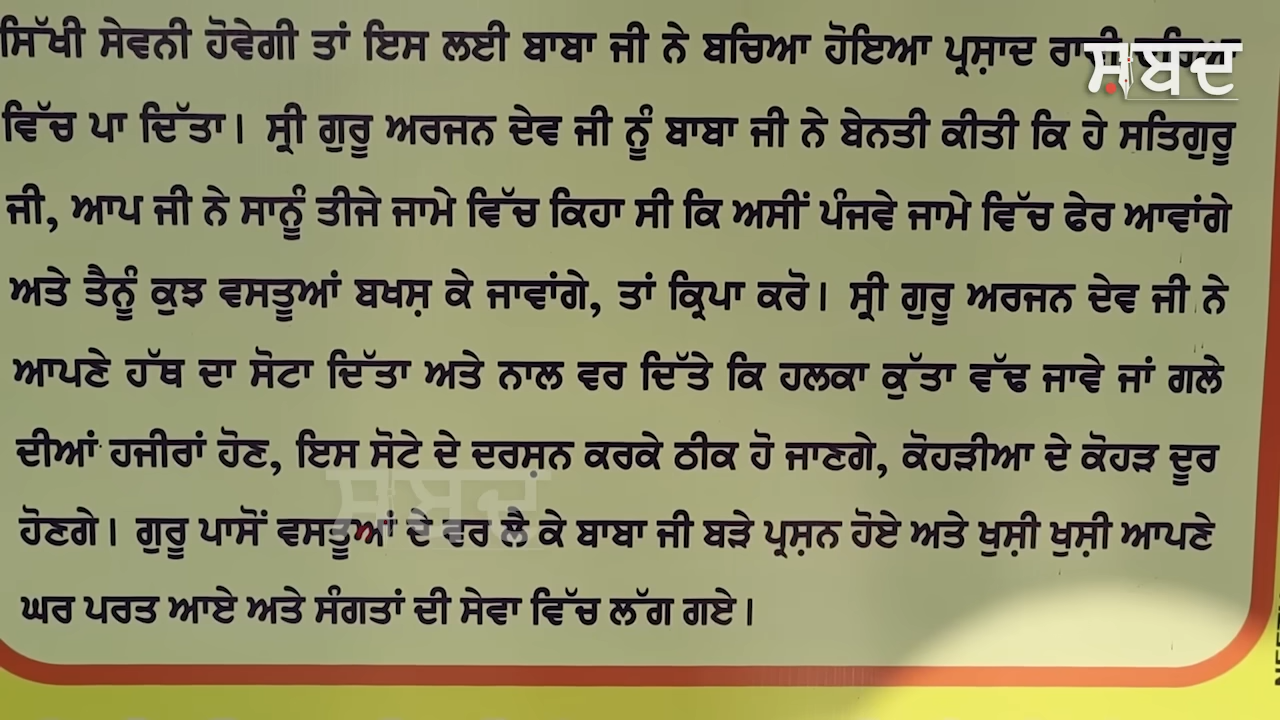 ਸਿੱਖੀ ਸੇਵਨੀ ਹੋਵੇਗੀ ਤਾਂ ਇਸ ਲਈ ਬਾਬਾ ਜੀ ਨੇ ਬਚਿਆ ਹੋਇਆ ਪ੍ਰਸ਼ਾਦ
ਸ਼ਬਦ
ਵਿੱਚ ਪਾ ਦਿੱਤਾ। ਸ੍ਰੀ ਗੁਰੂ ਅਰਜਨ ਦੇਵ ਜੀ ਨੂੰ ਬਾਬਾ ਜੀ ਨੇ ਬੇਨਤੀ ਕੀਤੀ ਕਿ ਹੇ ਸਤਿਗੁਰੂ
ਜੀ, ਆਪ ਜੀ ਨੇ ਸਾਨੂੰ ਤੀਜੇ ਜਾਮੇ ਵਿੱਚ ਕਿਹਾ ਸੀ ਕਿ ਅਸੀਂ ਪੰਜਵੇ ਜਾਮੇ ਵਿੱਚ ਫੇਰ ਆਵਾਂਗੇ
ਅਤੇ ਤੈਨੂੰ ਕੁਝ ਵਸਤੂਆਂ ਬਖਸ਼ ਕੇ ਜਾਵਾਂਗੇ, ਤਾਂ ਕ੍ਰਿਪਾ ਕਰੋ। ਸ੍ਰੀ ਗੁਰੂ ਅਰਜਨ ਦੇਵ ਜੀ ਨੇ
ਆਪਣੇ ਹੱਥ ਦਾ ਸੋਟਾ ਦਿੱਤਾ ਅਤੇ ਨਾਲ ਵਰ ਦਿੱਤੇ ਕਿ ਹਲਕਾ ਕੁੱਤਾ ਵੱਢ ਜਾਵੇ ਜਾਂ ਗਲੇ
ਦੀਆਂ ਹਜੀਰਾਂ ਹੋਣ, ਇਸ ਸੋਟੇ ਦੇ ਦਰਸ਼ਨ ਕਰਕੇ ਠੀਕ ਹੋ ਜਾਣਗੇ, ਕੋਹੜੀਆ ਦੇ ਕੋਹੜ ਦੂਰ
ਸ਼ਬਦ
ਹੋਣਗੇ। ਗੁਰੂ ਪਾਸੋਂ ਵਸਤੂਆਂ ਦੇ ਵਰ ਲੈ ਕੇ ਬਾਬਾ ਜੀ ਬੜੇ ਪ੍ਰਸ਼ਨ ਹੋਏ ਅਤੇ ਖੁਸ਼ੀ ਖੁਸ਼ੀ ਆਪਣੇ
ਘਰ ਪਰਤ ਆਏ ਅਤੇ ਸੰਗਤਾਂ ਦੀ ਸੇਵਾ ਵਿੱਚ ਲੱਗ ਗਏ।